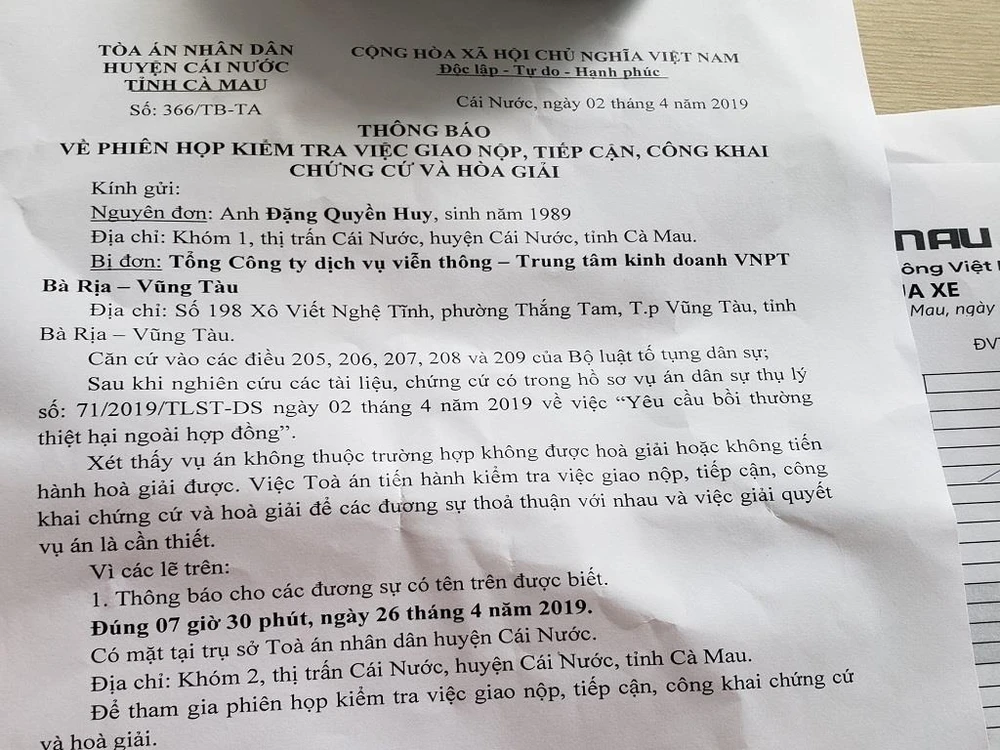 TÒA ÁN NHÂN DÂN
HUYỆN CÁI NƯỚC
TỈNH CÀ MAU
Số: 366/TB-TA
CỘNG HÒA XÃ HỘI CHỦ NGHĨA VIỆT NAM
Độc lập - Tự do - Hạnh phúc
Cái Nước, ngày 02 tháng 4 năm 2019
THÔNG BÁO
VỀ PHIÊN HỌP KIỂM TRA VIỆC GIAO NỘP, TIẾP CẬN, CÔNG KHAI
CHỨNG CỨ VÀ HÒA GIẢI
Kính gửi:
Nguyên đơn: Anh Đặng Quyền Huy, sinh năm 1989
Địa chỉ: Khóm 1, thị trấn Cái Nước, huyện Cái Nước, tỉnh Cà Mau.
Bị đơn: Tổng Công ty dịch vụ viễn thông – Trung tâm kinh doanh VNPT
Bà Rịa – Vũng Tàu
Địa chỉ: Số 198 Xô Viết Nghệ Tĩnh, phường Thắng Tam, T.p Vũng Tàu, tỉnh
Bà Rịa – Vũng Tàu.
Căn cứ vào các điều 205, 206, 207, 208 và 209 của Bộ luật tố tụng dân sự;
Sau khi nghiên cứu các tài liệu, chứng cứ có trong hồ sơ vụ án dân sự thụ lý
số: 71/2019/TLST-DS ngày 02 tháng 4 năm 2019 về việc “Yêu cầu bồi thường
thiệt hại ngoài hợp đồng”.
Xét thấy vụ án không thuộc trường hợp không được hoà giải hoặc không tiến
hành hoà giải được. Việc Toà án tiến hành kiểm tra việc giao nộp, tiếp cận, công
khai chứng cứ và hoà giải để các đương sự thoả thuận với nhau và việc giải quyết
vụ án là cần thiết.
Vì các lẽ trên:
1. Thông báo cho các đương sự có tên trên được biết.
Đúng 07 giờ 30 phút, ngày 26 tháng 4 năm 2019.
Có mặt tại trụ sở Toà án nhân dân huyện Cái Nước.
Địa chỉ: Khóm 2, thị trấn Cái Nước, huyện Cái Nước, tỉnh Cà Mau.
Để tham gia phiên họp kiểm tra việc giao nộp, tiếp cận, công khai chứng cứ
và hoà giải.
NAU
ông Việt
A XE
Mau, ngày
ĐVT